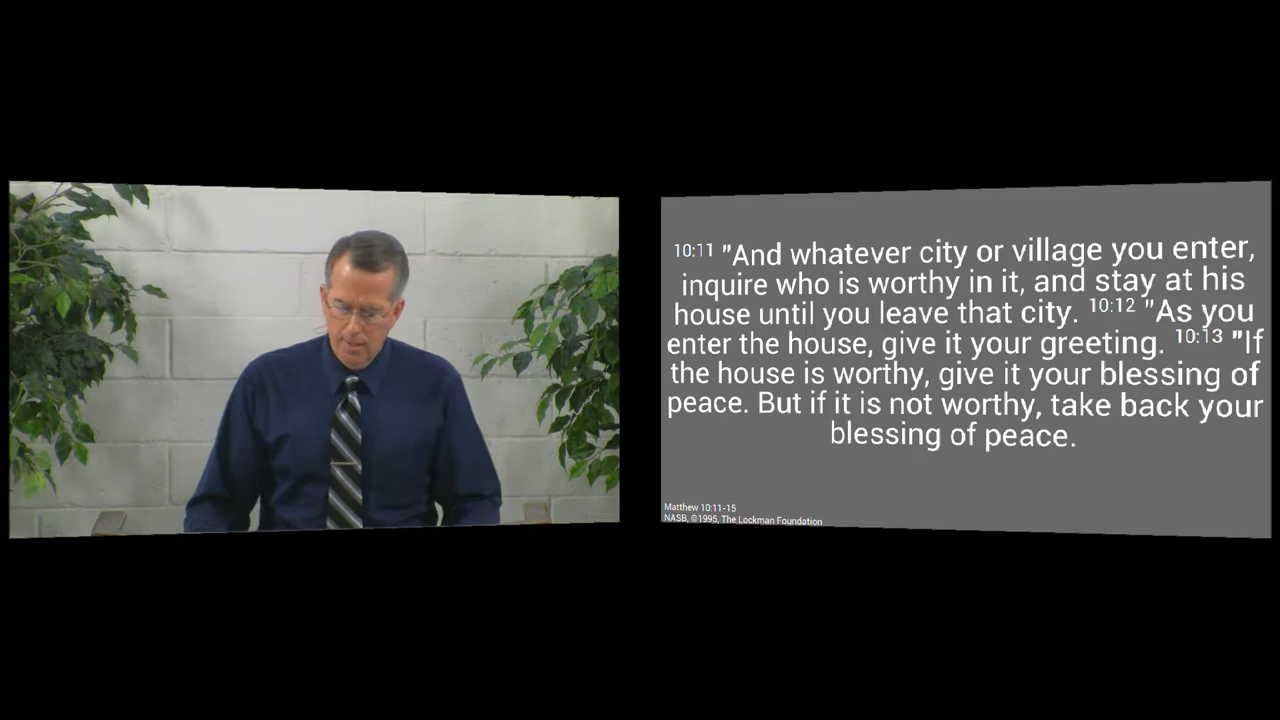 10:11 "And whatever city or village you enter,
inquire who is worthy in it, and stay at his
house until you leave that city. 10:12 "As you
enter the house, give it your greeting. 10:13 "If
the house is worthy, give it your blessing of
peace. But if it is not worthy, take back your
blessing of peace.
Matthew 10:11-15
NASB, ©1995, The Lockman Foundation